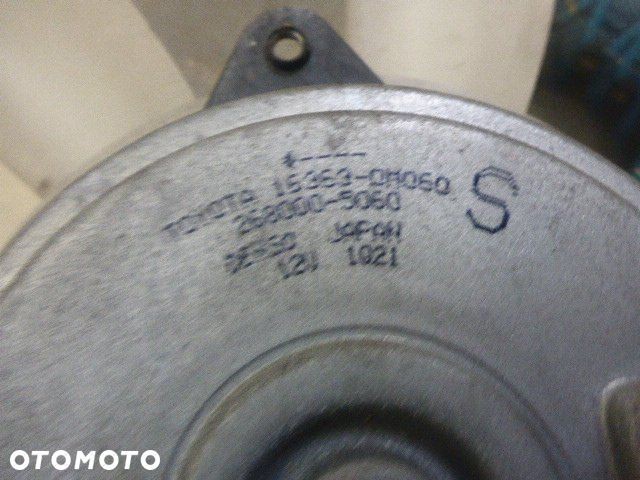 *----
TOYOTA 16363-0M060
268000-5060
DENSO JAPAN
12V 1021
S
OTOMOTO